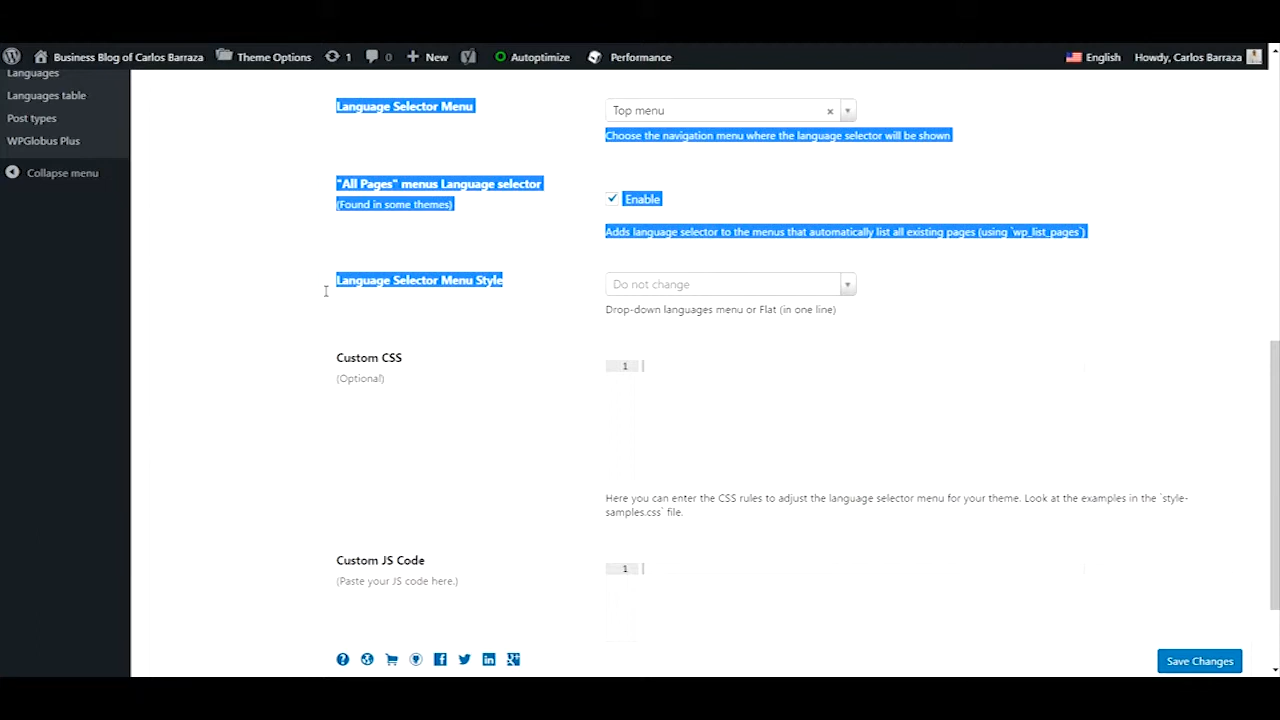 Business Blog of Carlos Barraza Theme Options 1 0 New Autoptimize Performance English Howdy, Carlos Barraza
Languages
Languages table
Post types
WPGlobus Plus
Collapse menu
Language Selector Menu
Top menu ×
Choose the navigation menu where the language selector will be shown
"All Pages" menus Language selector
(Found in some themes)
Enable
Adds language selector to the menus that automatically list all existing pages (using `wp_list_pages`)
Language Selector Menu Style
Do not change
Drop-down languages menu or Flat (in one line)
Custom CSS
(Optional)
1
Here you can enter the CSS rules to adjust the language selector menu for your theme. Look at the examples in the `style-
samples.css` file.
Custom JS Code
(Paste your JS code here.)
1
Save Changes